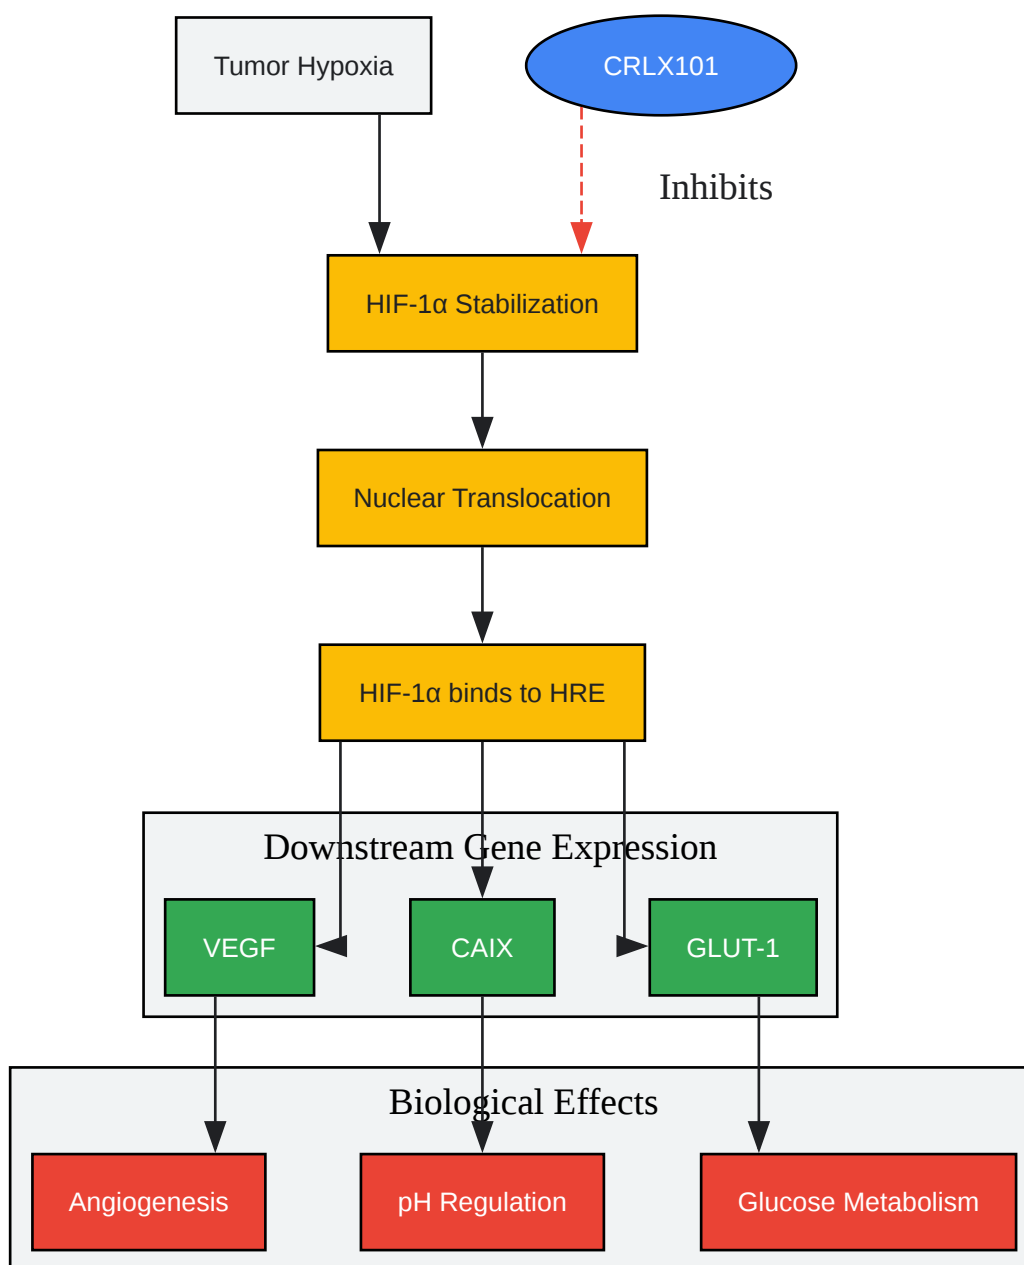 Tumor Hypoxia
CRLX101
Inhibits
HIF-1α Stabilization
Nuclear Translocation
HIF-1α binds to HRE
Downstream Gene Expression
VEGF
CAIX
GLUT-1
Biological Effects
Angiogenesis
pH Regulation
Glucose Metabolism